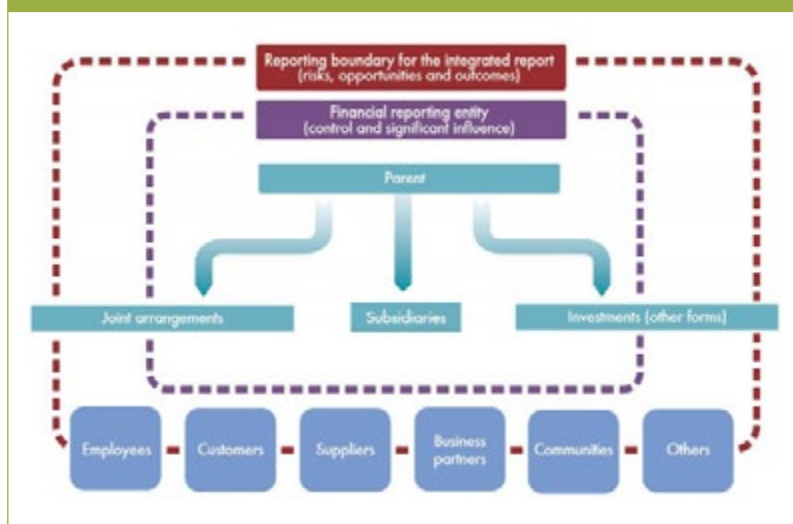 Reporting boundary for the integrated report
(risks, opportunities and outcomes)
Financial reporting entity
(control and significant influence)
Parent
Joint arrangements
Subsidiaries
Investments (other forms)
Employees
Customers
Suppliers
Business
partners
Communities
Others